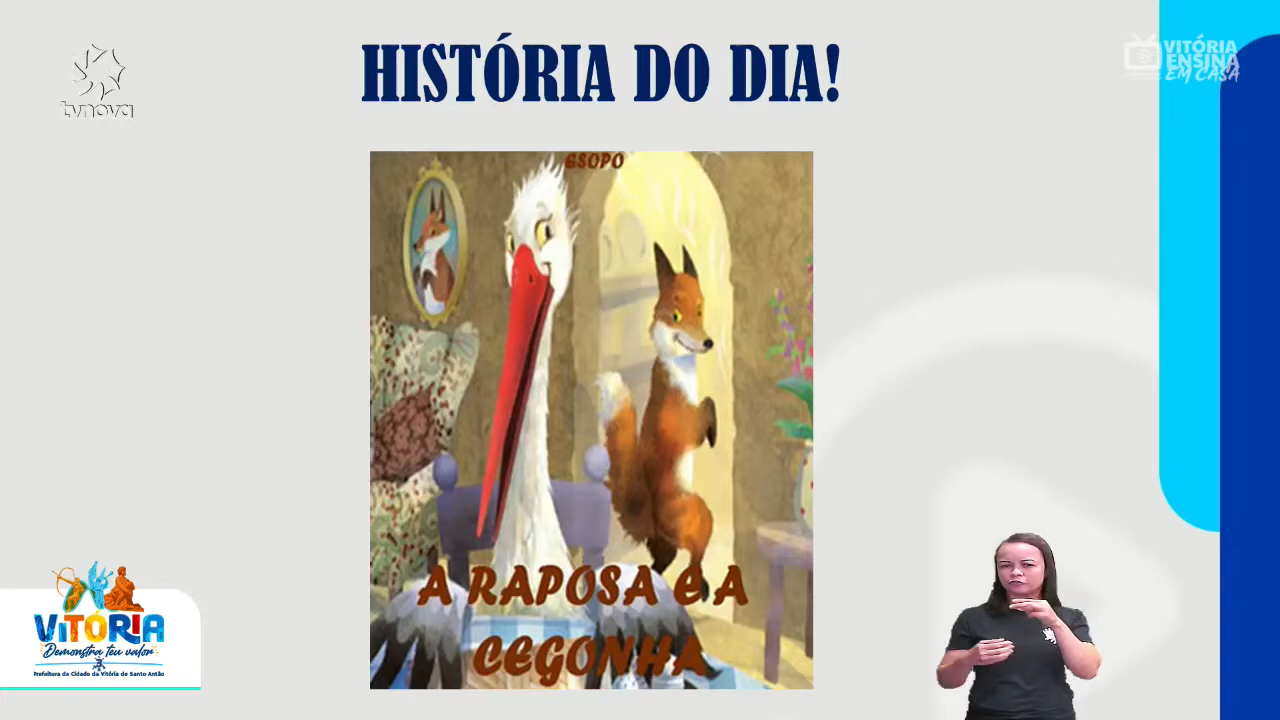 HISTÓRIA DO DIA!
tvnova
VITÓRIA
ENSINA
EM CASA
ESOPO
A RAPOSA E A
CEGONHA
VITÓRIA
Demonstra teu valor
Prefeitura da Cidade da Vitória de Santo Antão